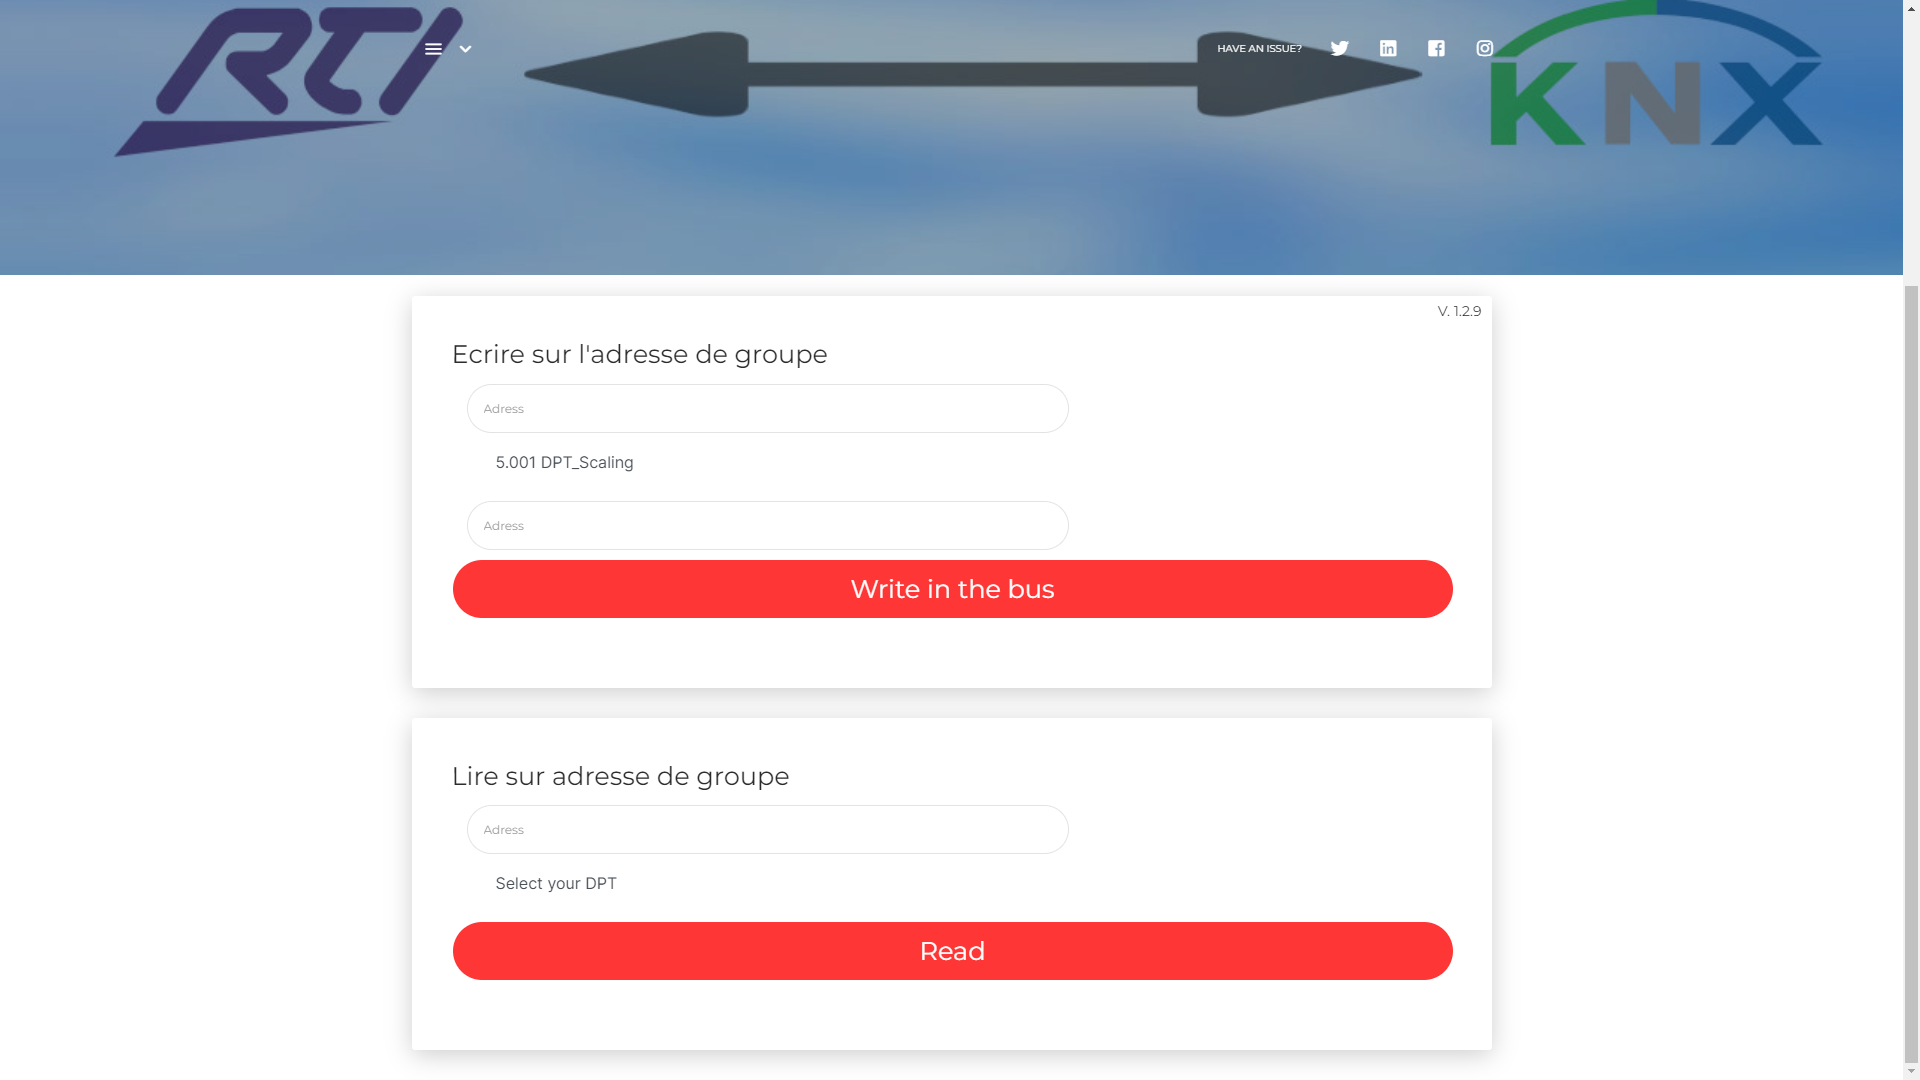 RTI
HAVE AN ISSUE?
KNX
V. 1.2.9
Ecrire sur l'adresse de groupe
Adress
5.001 DPT_Scaling
Adress
Write in the bus
Lire sur adresse de groupe
Adress
Select your DPT
Read